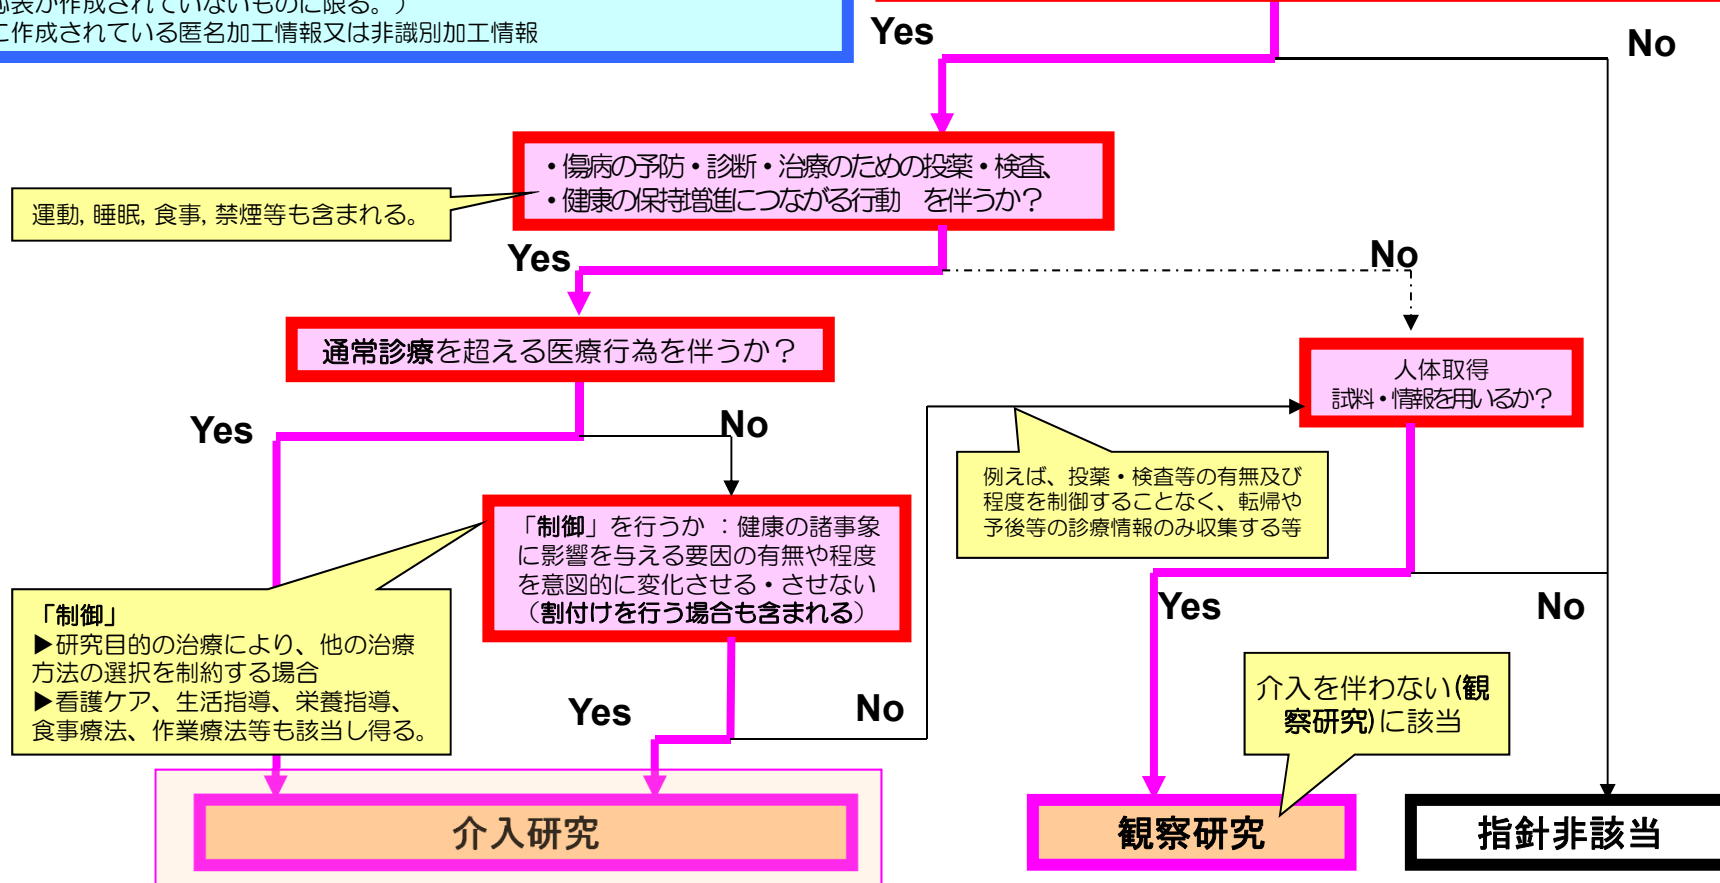 応表が作成されていないものに限る。)
に作成されている匿名加工情報又は非識別加工情報
Yes
No
・傷病の予防・診断・治療のための投薬・検査、
・健康の保持増進につながる行動　を伴うか？
運動, 睡眠, 食事, 禁煙等も含まれる。
Yes
No
通常診療を超える医療行為を伴うか？
人体取得
試料・情報を用いるか？
Yes
No
例えば、投薬・検査等の有無及び
程度を制御することなく、転帰や
予後等の診療情報のみ収集する等
「制御」を行うか ：健康の諸事象
に影響を与える要因の有無や程度
を意図的に変化させる・させない
（割付けを行う場合も含まれる）
「制御」
▶研究目的の治療により、他の治療
方法の選択を制約する場合
▶看護ケア、生活指導、栄養指導、
食事療法、作業療法等も該当し得る。
Yes
No
Yes
No
介入を伴わない(観
察研究)に該当
介入研究
観察研究
指針非該当